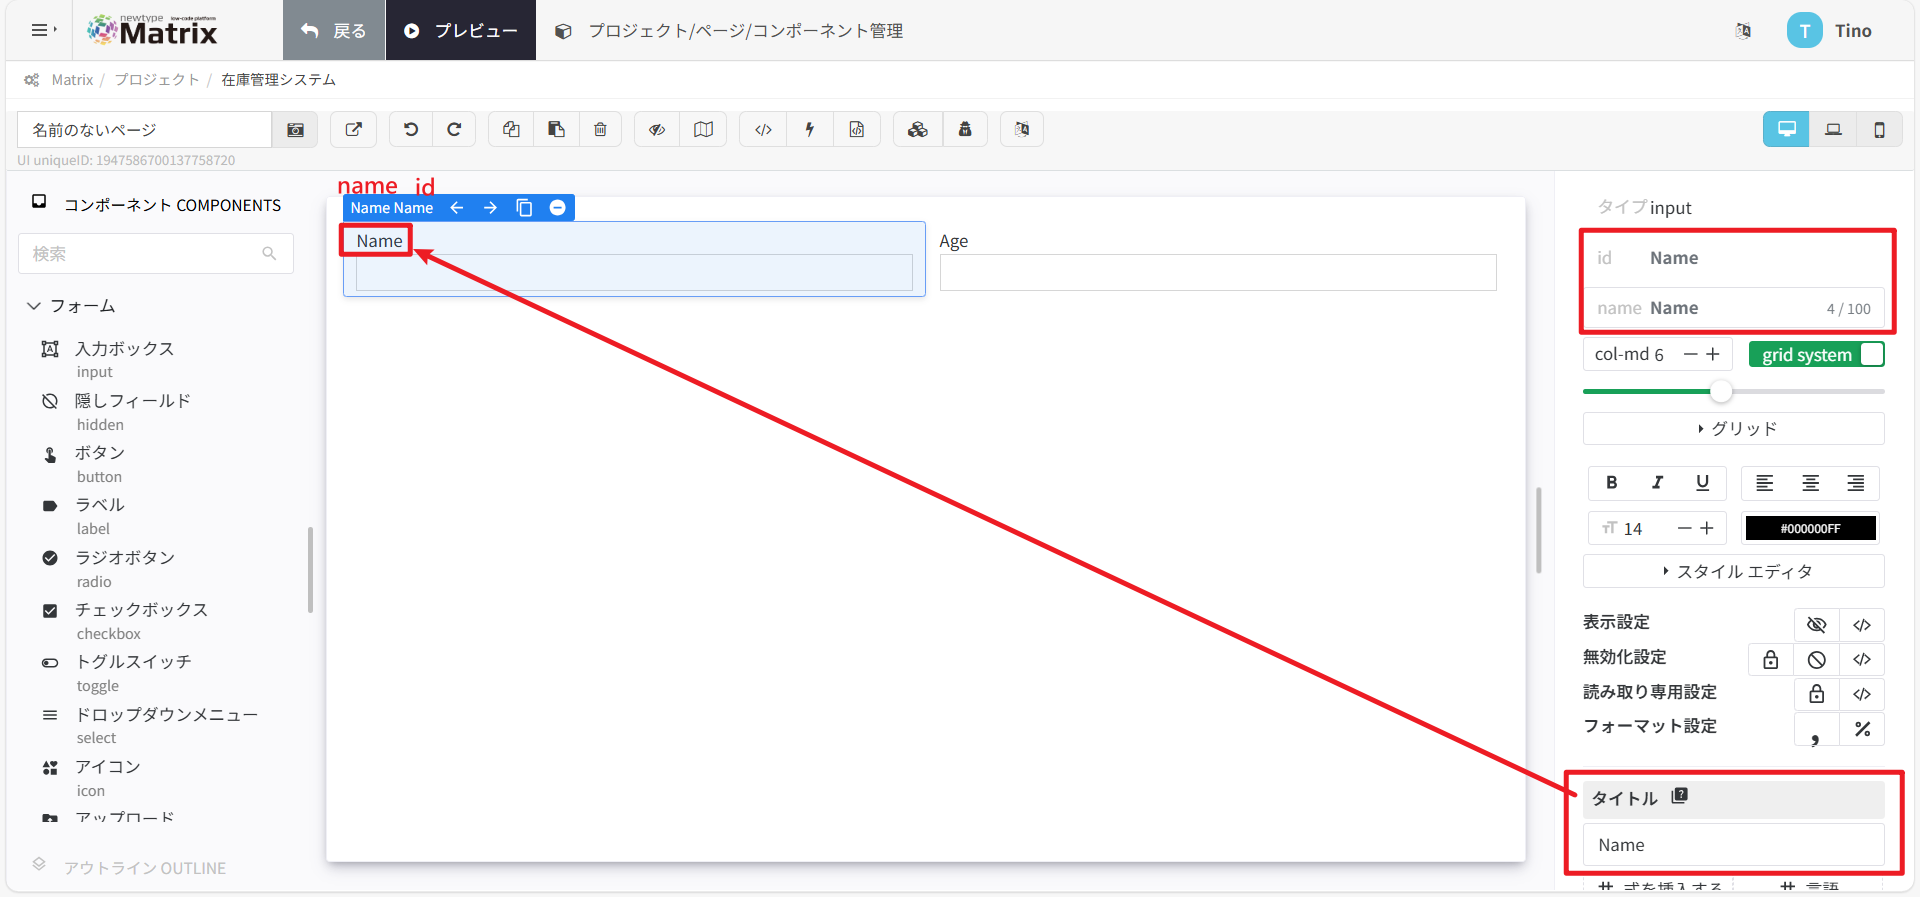 newtype
low-code platform
Matrix
戻る
プレビュー
プロジェクト/ページ/コンポーネント管理
T
Tino
Matrix / プロジェクト / 在庫管理システム
名前のないページ
UI uniqueID: 1947586700137758720
コンポーネント COMPONENTS
検索
フォーム
入力ボックス
input
隠しフィールド
hidden
ボタン
button
ラベル
label
ラジオボタン
radio
チェックボックス
checkbox
トグルスイッチ
toggle
ドロップダウンメニュー
select
アイコン
icon
アップロード
アウトライン OUTLINE
name id
Name Name
Name
Age
タイプ input
id Name
name Name 4 / 100
col-md 6
grid system
グリッド
B I U
14
#000000FF
スタイル エディタ
表示設定
無効化設定
読み取り専用設定
フォーマット設定
タイトル
Name
# 式を挿入する # 言語